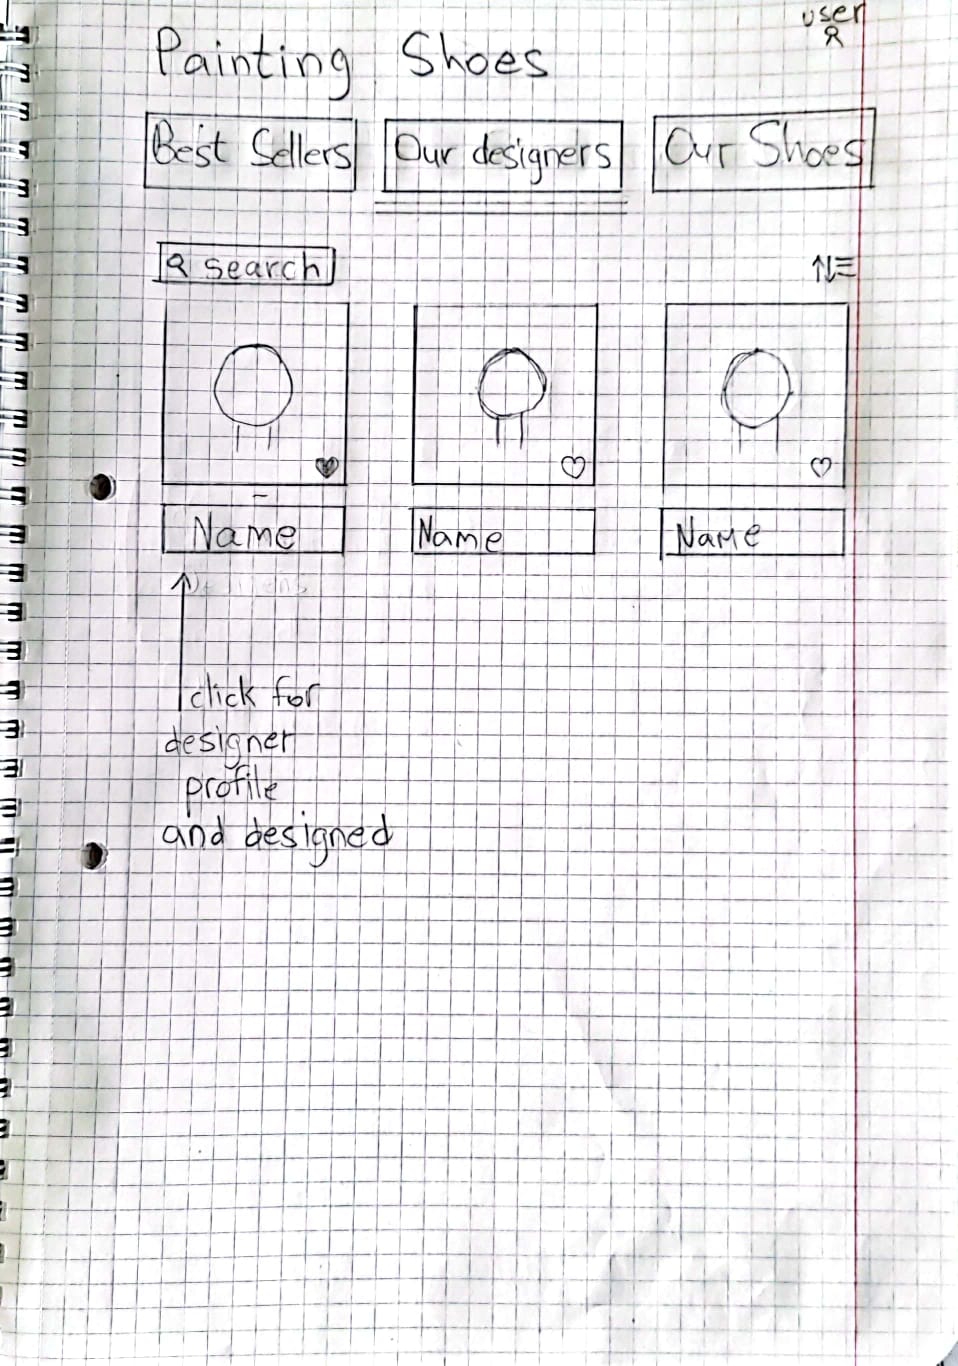 user
Painting Shoes
Best Sellers
Our designers
Our Shoes
search
Name
Name
Name
click for
designer
profile
and designed